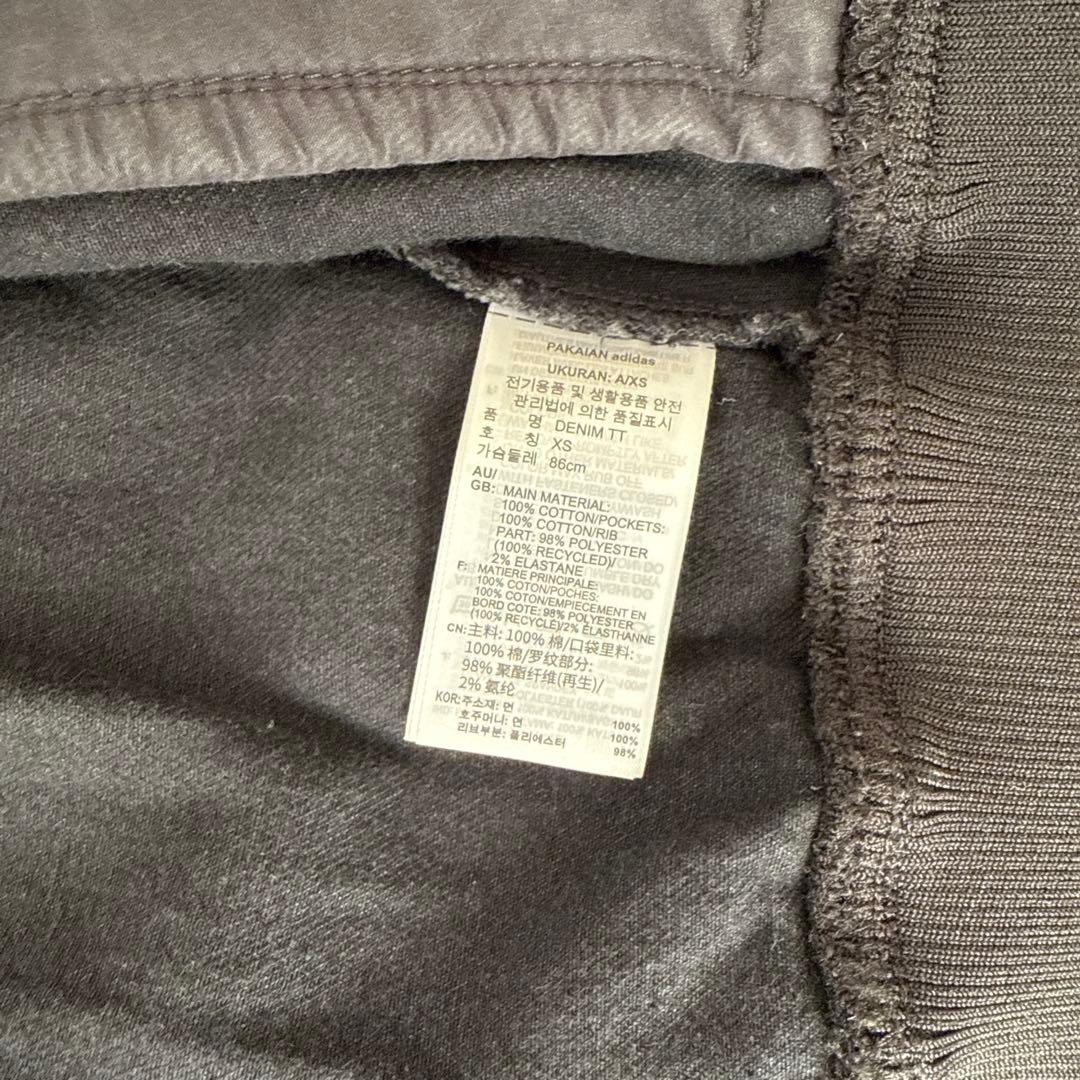 PAKAIAN adidas
UKURAN: A/XS
전기용품 및 생활용품 안전
관리법에 의한 품질표시
품 명 DENIM TT
호 칭 XS
가슴둘레 86cm
AU/
GB: MAIN MATERIAL:
100% COTTON/POCKETS:
100% COTTON/RIB
PART: 98% POLYESTER
(100% RECYCLED)/
2% ELASTANE
F: MATIERE PRINCIPALE:
100% COTON/POCHES:
100% COTON/EMPIECEMENT EN
BORD COTE: 98% POLYESTER
(100% RECYCLE)/2% ELASTHANNE
CN: 主料: 100% 棉/口袋里料:
100% 棉/罗纹部分:
98% 聚酯纤维(再生)/
2% 氨纶
KOR: 주소재: 면 100%
호주머니: 면 100%
리브부분: 폴리에스터 98%